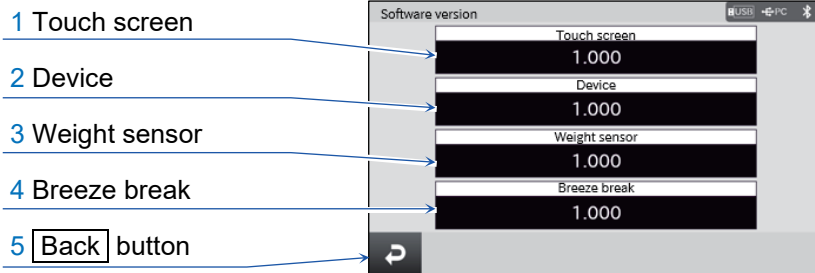 1 Touch screen
2 Device
3 Weight sensor
4 Breeze break
5 Back button
Software version
USB PC
Touch screen
1.000
Device
1.000
Weight sensor
1.000
Breeze break
1.000